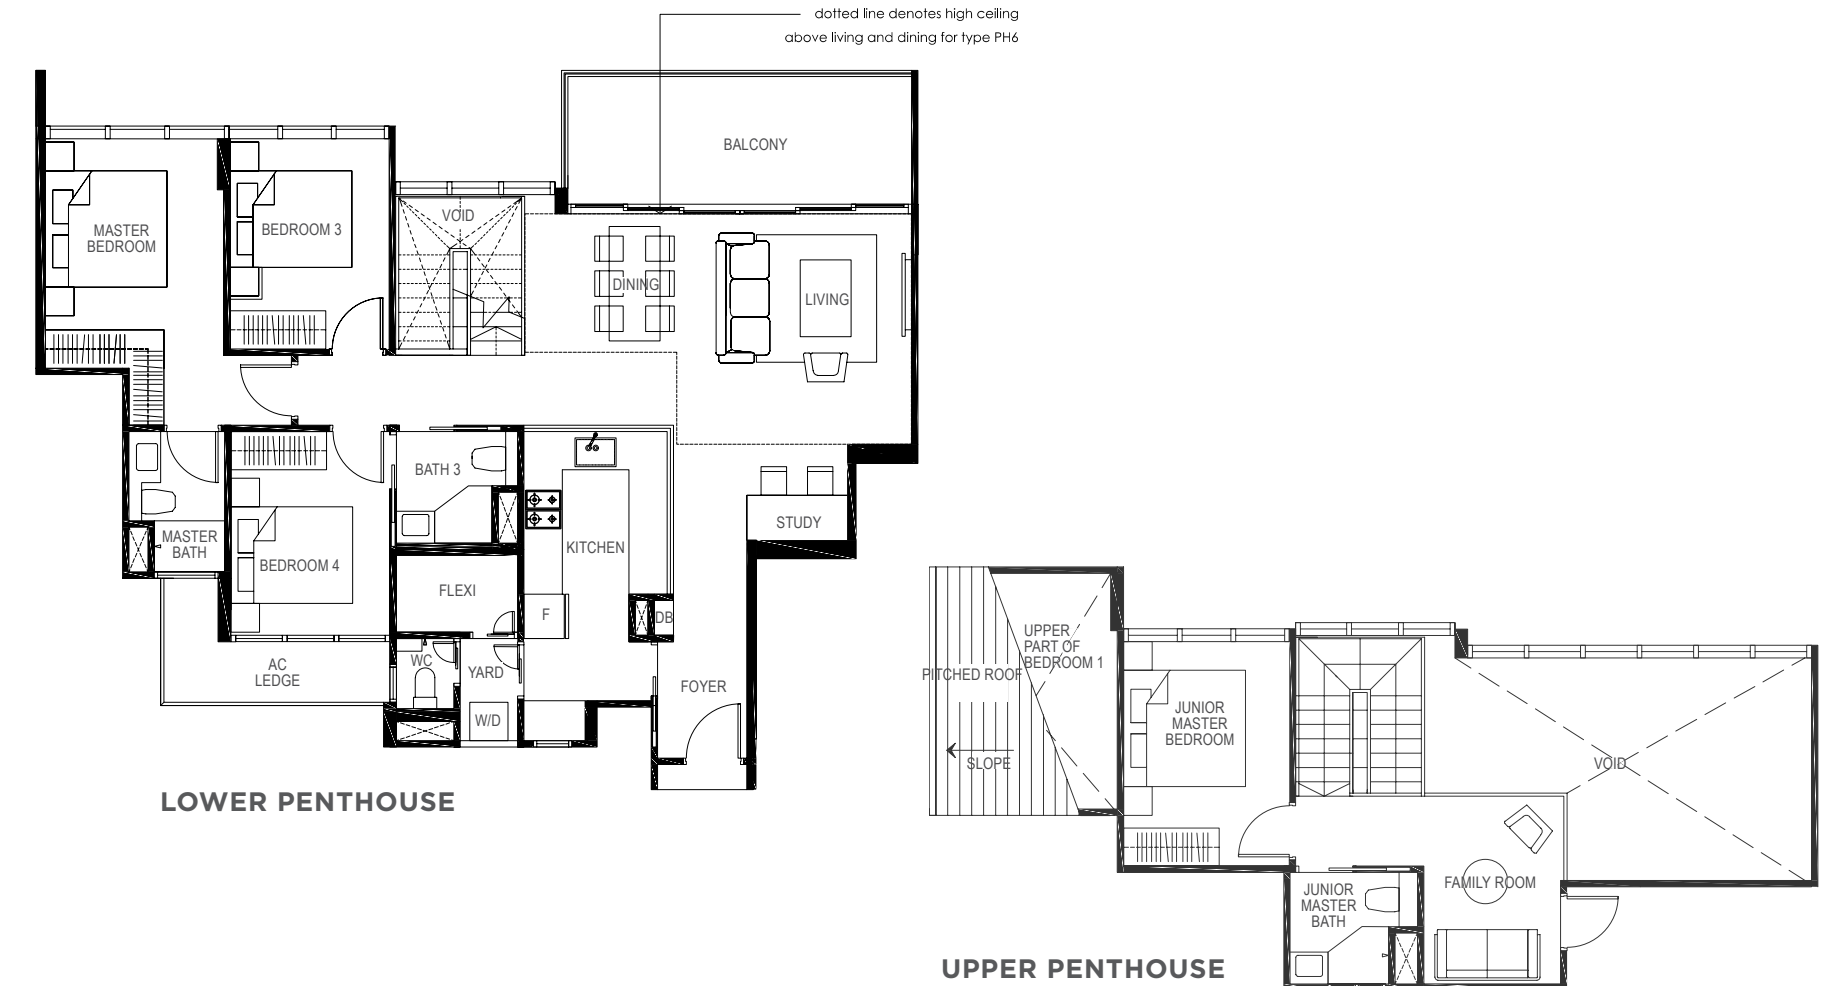 dotted line denotes high ceiling
above living and dining for type PH6
BALCONY
MASTER
BEDROOM
BEDROOM 3
VOID
DINING
LIVING
BATH 3
MASTER
BATH
BEDROOM 4
KITCHEN
STUDY
FLEXI
F
DB
AC
LEDGE
WC
YARD
W/D
FOYER
LOWER PENTHOUSE
UPPER
PART OF
BEDROOM 1
PITCHED ROOF
SLOPE
JUNIOR
MASTER
BEDROOM
VOID
FAMILY ROOM
JUNIOR
MASTER
BATH
UPPER PENTHOUSE